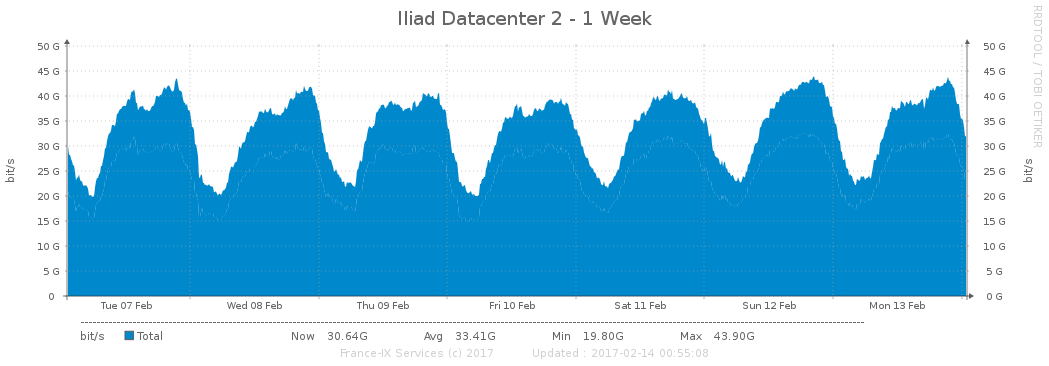 Iliad Datacenter 2 - 1 Week
RRDTOOL / TOBI OETIKER
50 G 50 G
45 G 45 G
40 G 40 G
35 G 35 G
30 G 30 G
25 G 25 G
20 G 20 G
15 G 15 G
10 G 10 G
5 G 5 G
0 0 G
bit/s bit/s
Tue 07 Feb Wed 08 Feb Thu 09 Feb Fri 10 Feb Sat 11 Feb Sun 12 Feb Mon 13 Feb
bit/s Total Now 30.64G Avg 33.41G Min 19.80G Max 43.90G
France-IX Services (c) 2017 Updated : 2017-02-14 00:55:08